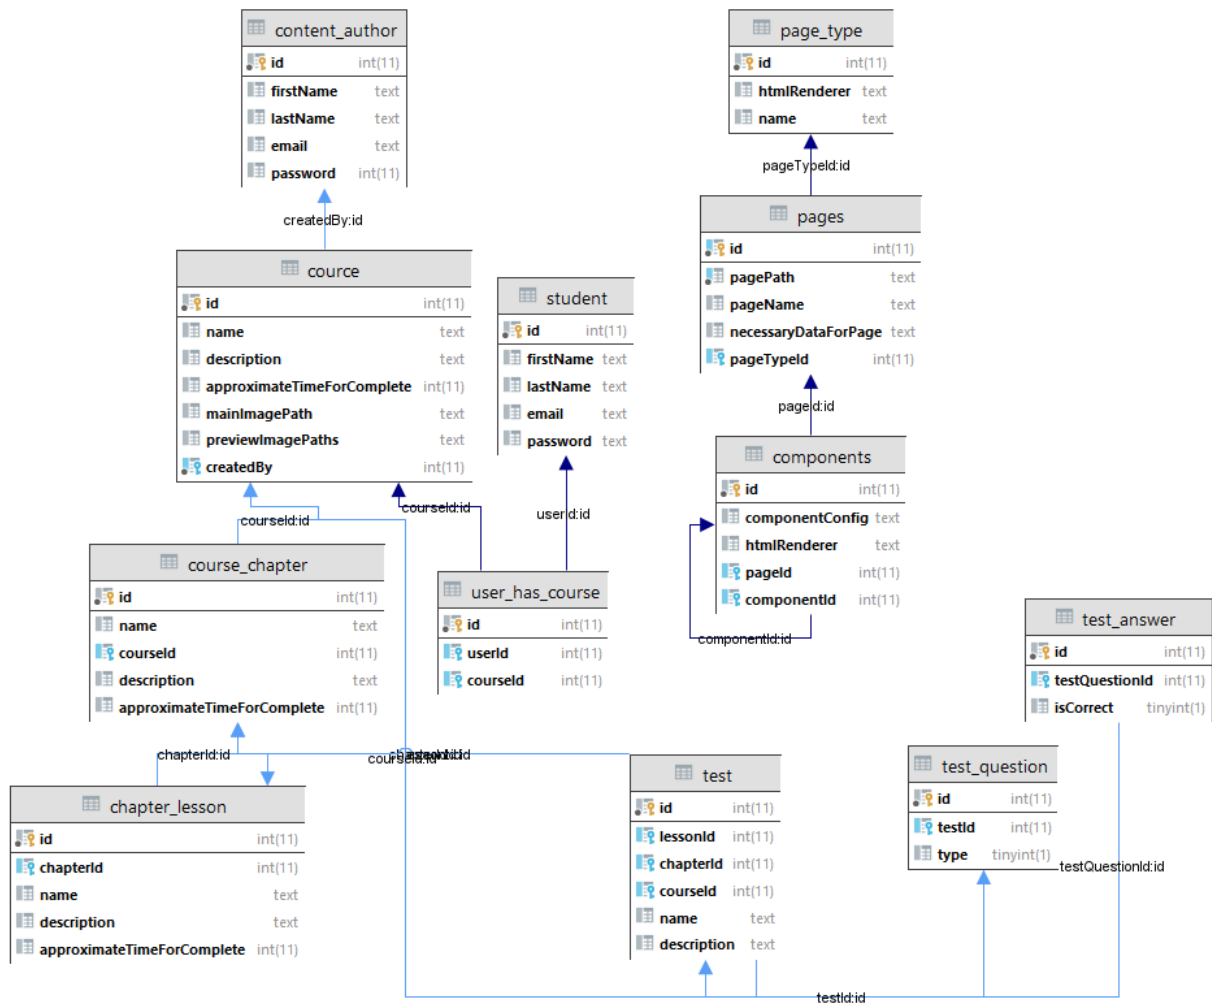 content_author
id int(11)
firstName text
lastName text
email text
password int(11)
page_type
id int(11)
htmlRenderer text
name text
pageTypeId:id
createdBy:id
pages
id int(11)
pagePath text
pageName text
necessaryDataForPage text
pageTypeId int(11)
cource
id int(11)
name text
description text
approximateTimeForComplete int(11)
mainImagePath text
previewImagePaths text
createdBy int(11)
student
id int(11)
firstName text
lastName text
email text
password text
pageId:id
components
id int(11)
componentConfig text
htmlRenderer text
pageId int(11)
componentId int(11)
componentId:id
courseId:id
courseId:id
userId:id
course_chapter
id int(11)
name text
courseId int(11)
description text
approximateTimeForComplete int(11)
user_has_course
id int(11)
userId int(11)
courseId int(11)
test_answer
id int(11)
testQuestionId int(11)
isCorrect tinyint(1)
chapterId:id
courseId:id
chapter_lesson
id int(11)
chapterId int(11)
name text
description text
approximateTimeForComplete int(11)
test
id int(11)
lessonId int(11)
chapterId int(11)
courseId int(11)
name text
description text
test_question
id int(11)
testId int(11)
type tinyint(1)
testQuestionId:id
testId:id